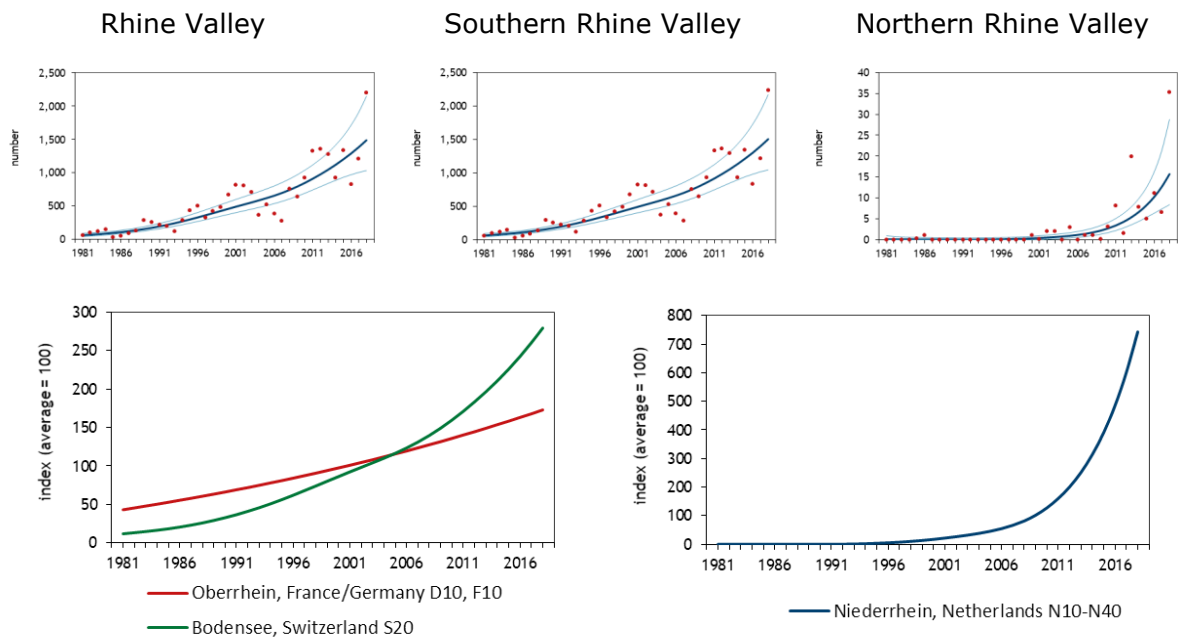 Rhine Valley
Southern Rhine Valley
Northern Rhine Valley
number
2,500
2,000
1,500
1,000
500
0
1981 1986 1991 1996 2001 2006 2011 2016
number
2,500
2,000
1,500
1,000
500
0
1981 1986 1991 1996 2001 2006 2011 2016
number
40
35
30
25
20
15
10
5
0
1981 1986 1991 1996 2001 2006 2011 2016
index (average = 100)
300
250
200
150
100
50
0
1981 1986 1991 1996 2001 2006 2011 2016
Oberrhein, France/Germany D10, F10
Bodensee, Switzerland S20
index (average = 100)
800
700
600
500
400
300
200
100
0
1981 1986 1991 1996 2001 2006 2011 2016
Niederrhein, Netherlands N10-N40